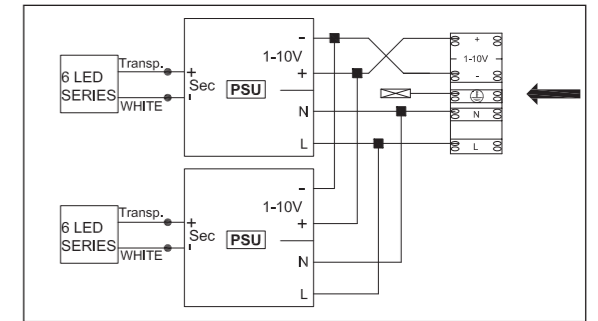 6 LED
SERIES
Transp.
WHITE
+
-
Sec
PSU
-
1-10V
+
N
L
6 LED
SERIES
Transp.
WHITE
+
-
Sec
PSU
-
1-10V
+
N
L
+
1-10V
-
N
L